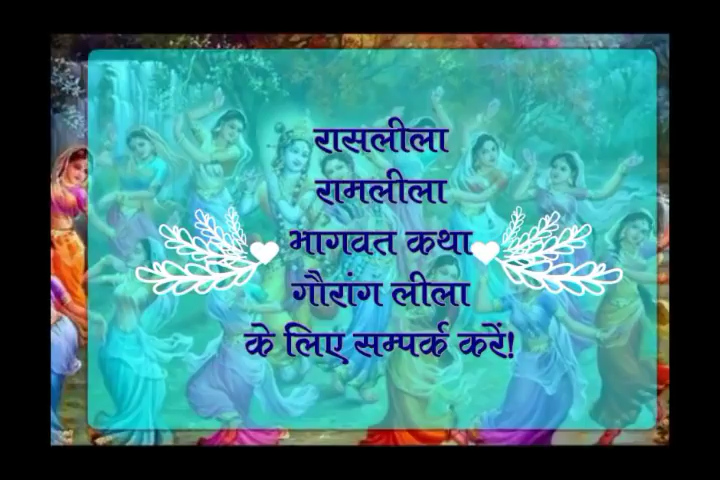 रासलीला
रामलीला
भागवत कथा
गौरांग लीला
के लिए सम्पर्क करें!